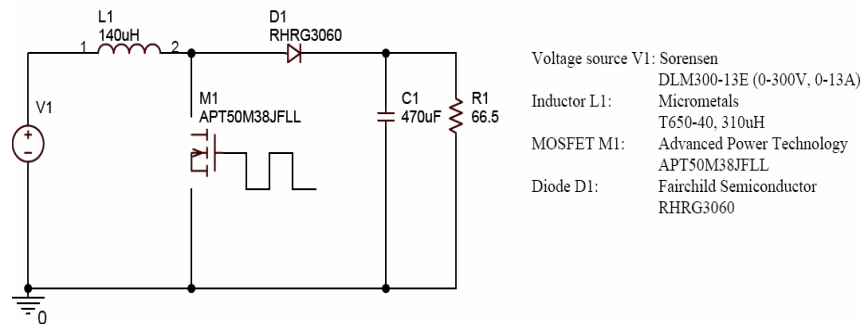 L1
140uH
1
2
D1
RHRG3060
V1
M1
APT50M38JFLL
C1
470uF
R1
66.5
0
Voltage source V1: Sorensen
DLM300-13E (0-300V, 0-13A)
Inductor L1: Micrometals
T650-40, 310uH
MOSFET M1: Advanced Power Technology
APT50M38JFLL
Diode D1: Fairchild Semiconductor
RHRG3060